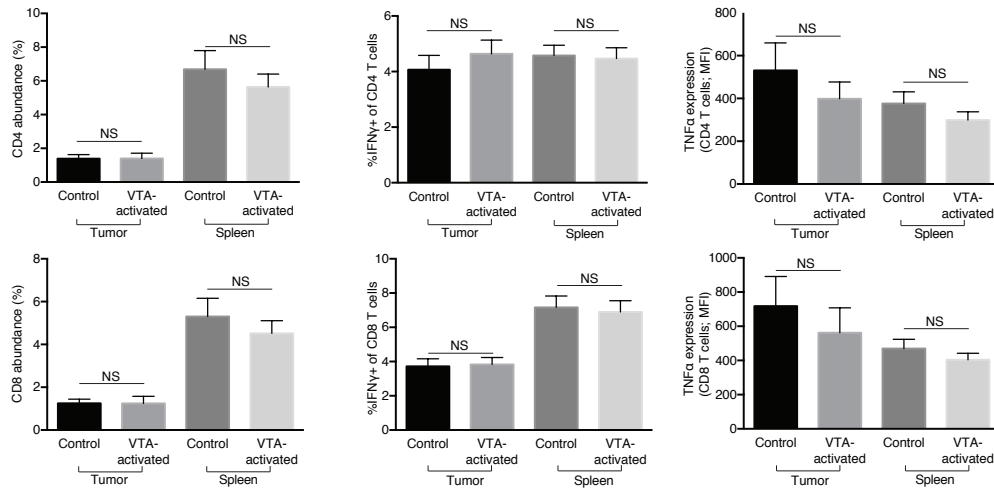 CD4 abundance (%)
10
8
6
4
2
0
NS
NS
Control
VTA-
activated
Control
VTA-
activated
Tumor
Spleen
%IFNγ+ of CD4 T cells
6
4
2
0
NS
NS
Control
VTA-
activated
Control
VTA-
activated
Tumor
Spleen
TNFα expression
(CD4 T cells; MFI)
800
600
400
200
0
NS
NS
Control
VTA-
activated
Control
VTA-
activated
Tumor
Spleen
CD8 abundance (%)
8
6
4
2
0
NS
NS
Control
VTA-
activated
Control
VTA-
activated
Tumor
Spleen
%IFNγ+ of CD8 T cells
10
8
6
4
2
0
NS
NS
Control
VTA-
activated
Control
VTA-
activated
Tumor
Spleen
TNFα expression
(CD8 T cells; MFI)
1000
800
600
400
200
0
NS
NS
Control
VTA-
activated
Control
VTA-
activated
Tumor
Spleen